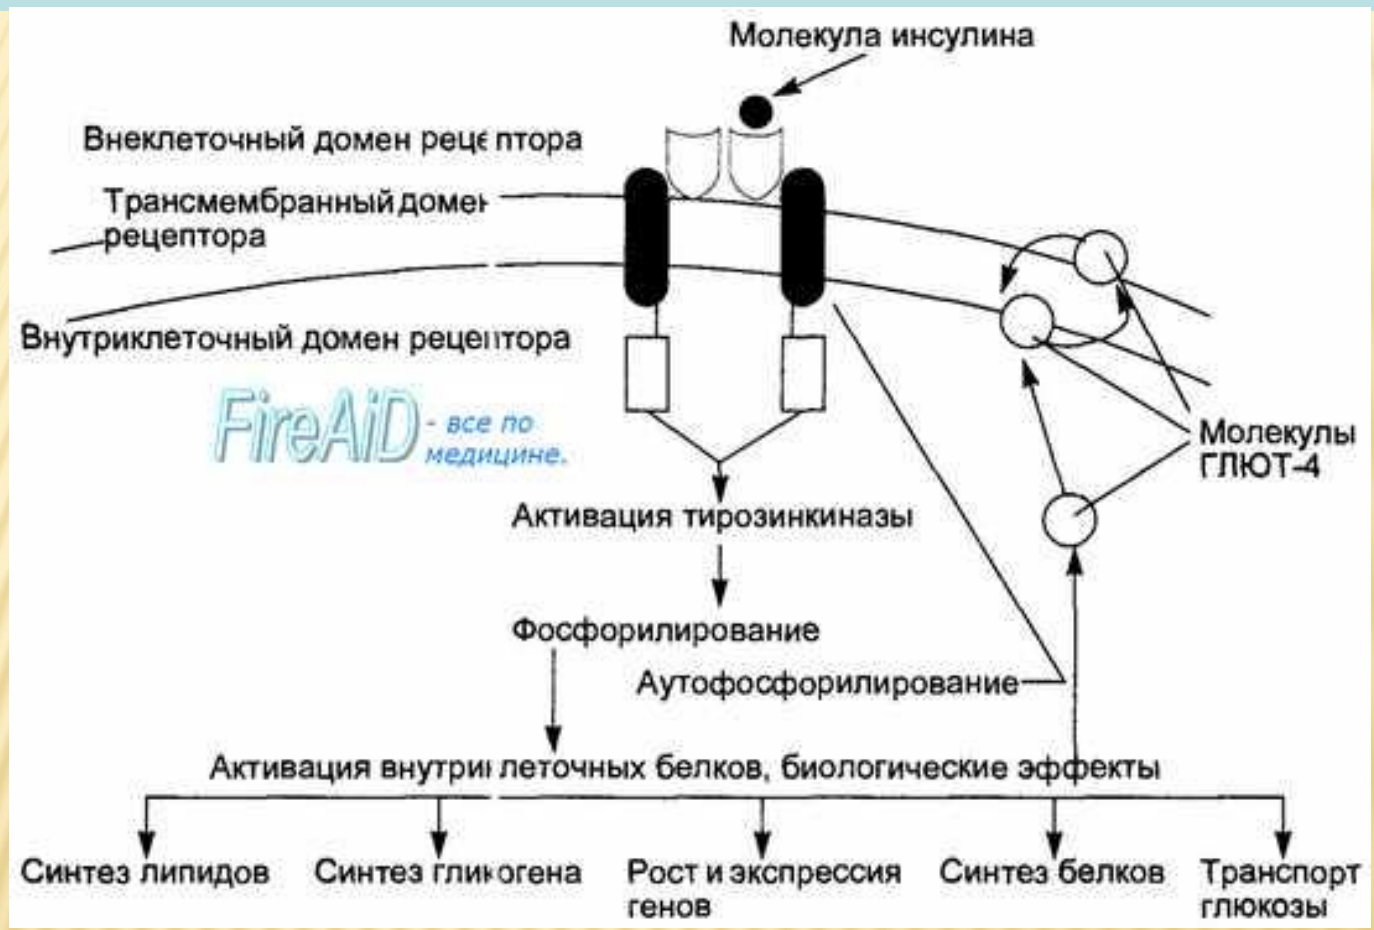 Молекула инсулина
Внеклеточный домен рецептора
Трансмембранный домен
рецептора
Внутриклеточный домен рецептора
FireAiD - все по
медицине.
Молекулы
ГЛЮТ-4
Активация тирозинкиназы
Фосфорилирование
Аутофосфорилирование
Активация внутриклеточных белков, биологические эффекты
Синтез липидов
Синтез гликогена
Рост и экспрессия
генов
Синтез белков
Транспорт
глюкозы